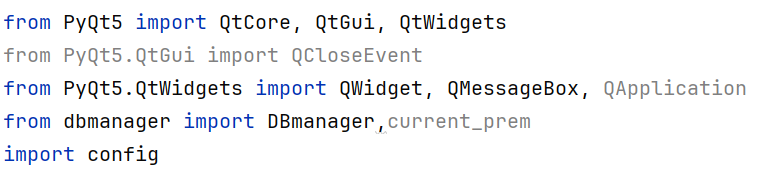 from PyQt5 import QtCore, QtGui, QtWidgets
from PyQt5.QtGui import QCloseEvent
from PyQt5.QtWidgets import QWidget, QMessageBox, QApplication
from dbmanager import DBmanager,current_prem
import config